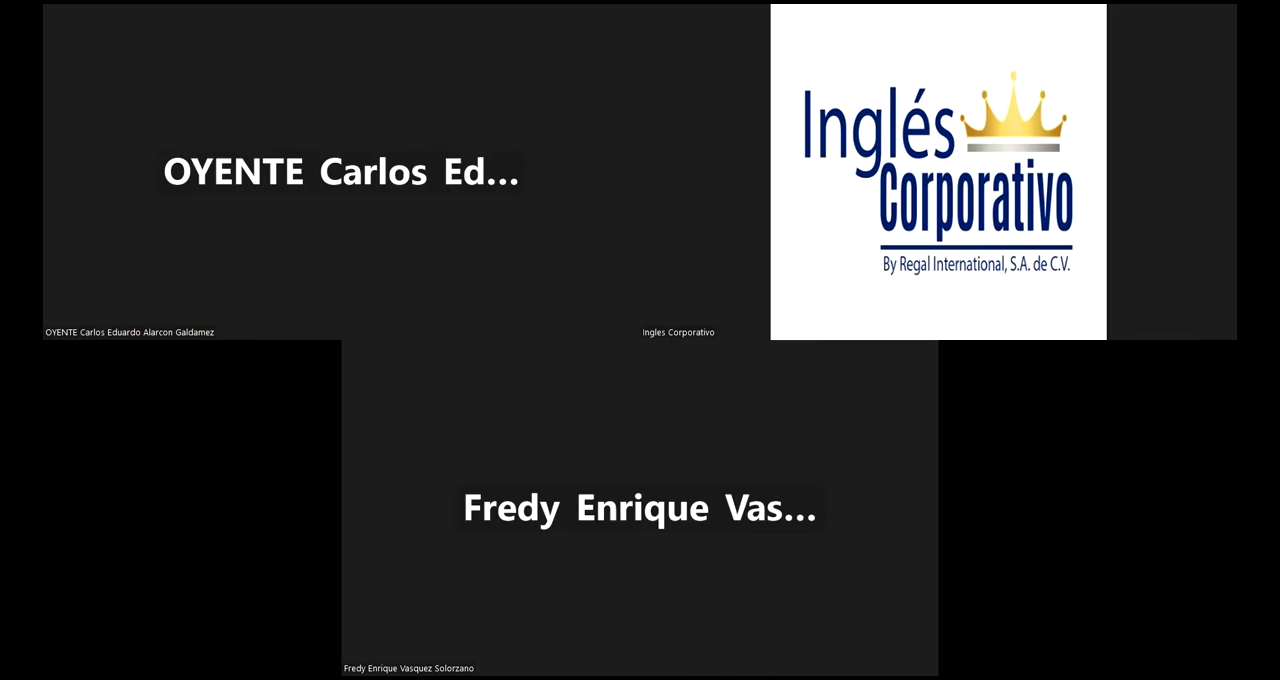 OYENTE Carlos Ed...
Inglés
Corporativo
By Regal International, S.A. de C.V.
OYENTE Carlos Eduardo Alarcon Galdamez
Ingles Corporativo
Fredy Enrique Vas...
Fredy Enrique Vasquez Solorzano